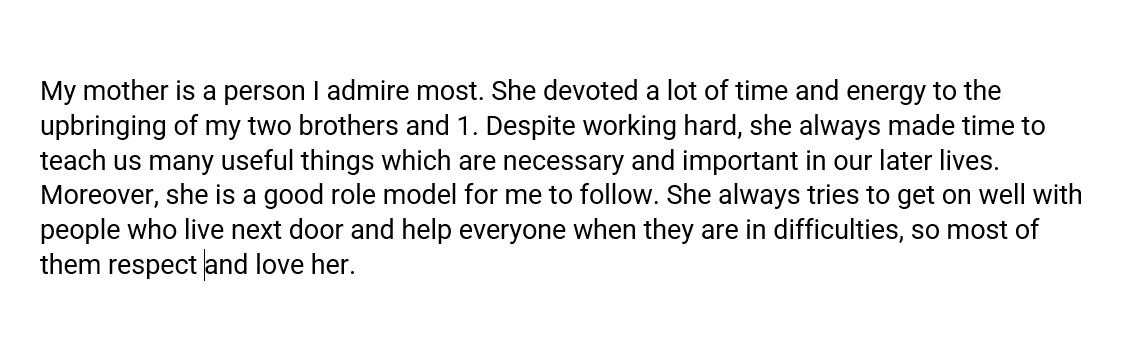 My mother is a person I admire most. She devoted a lot of time and energy to the
upbringing of my two brothers and 1. Despite working hard, she always made time to
teach us many useful things which are necessary and important in our later lives.
Moreover, she is a good role model for me to follow. She always tries to get on well with
people who live next door and help everyone when they are in difficulties, so most of
them respect and love her.